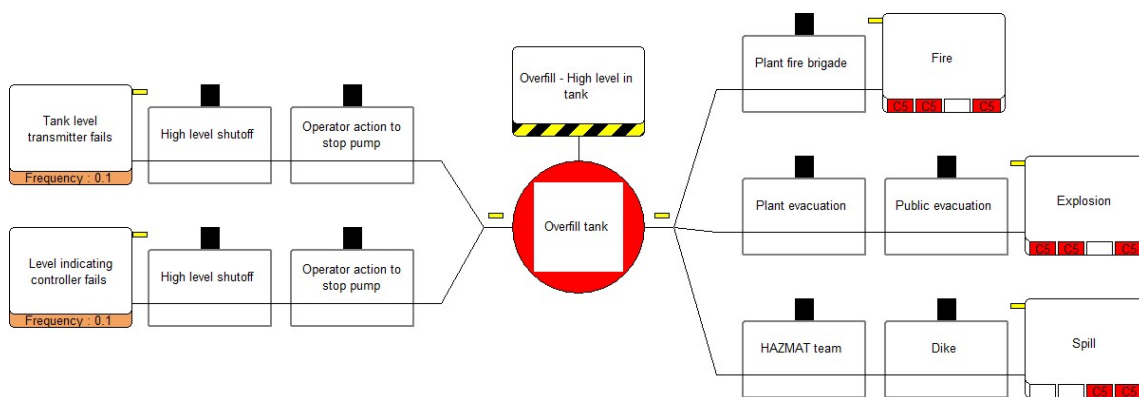 Tank level
transmitter fails
Frequency : 0.1
High level shutoff
Operator action to
stop pump
Level indicating
controller fails
Frequency : 0.1
High level shutoff
Operator action to
stop pump
Overfill - High level in
tank
Overfill tank
Plant fire brigade
Fire
C5 C5 C5
Plant evacuation
Public evacuation
Explosion
C5 C5 C5
HAZMAT team
Dike
Spill
C5 C5